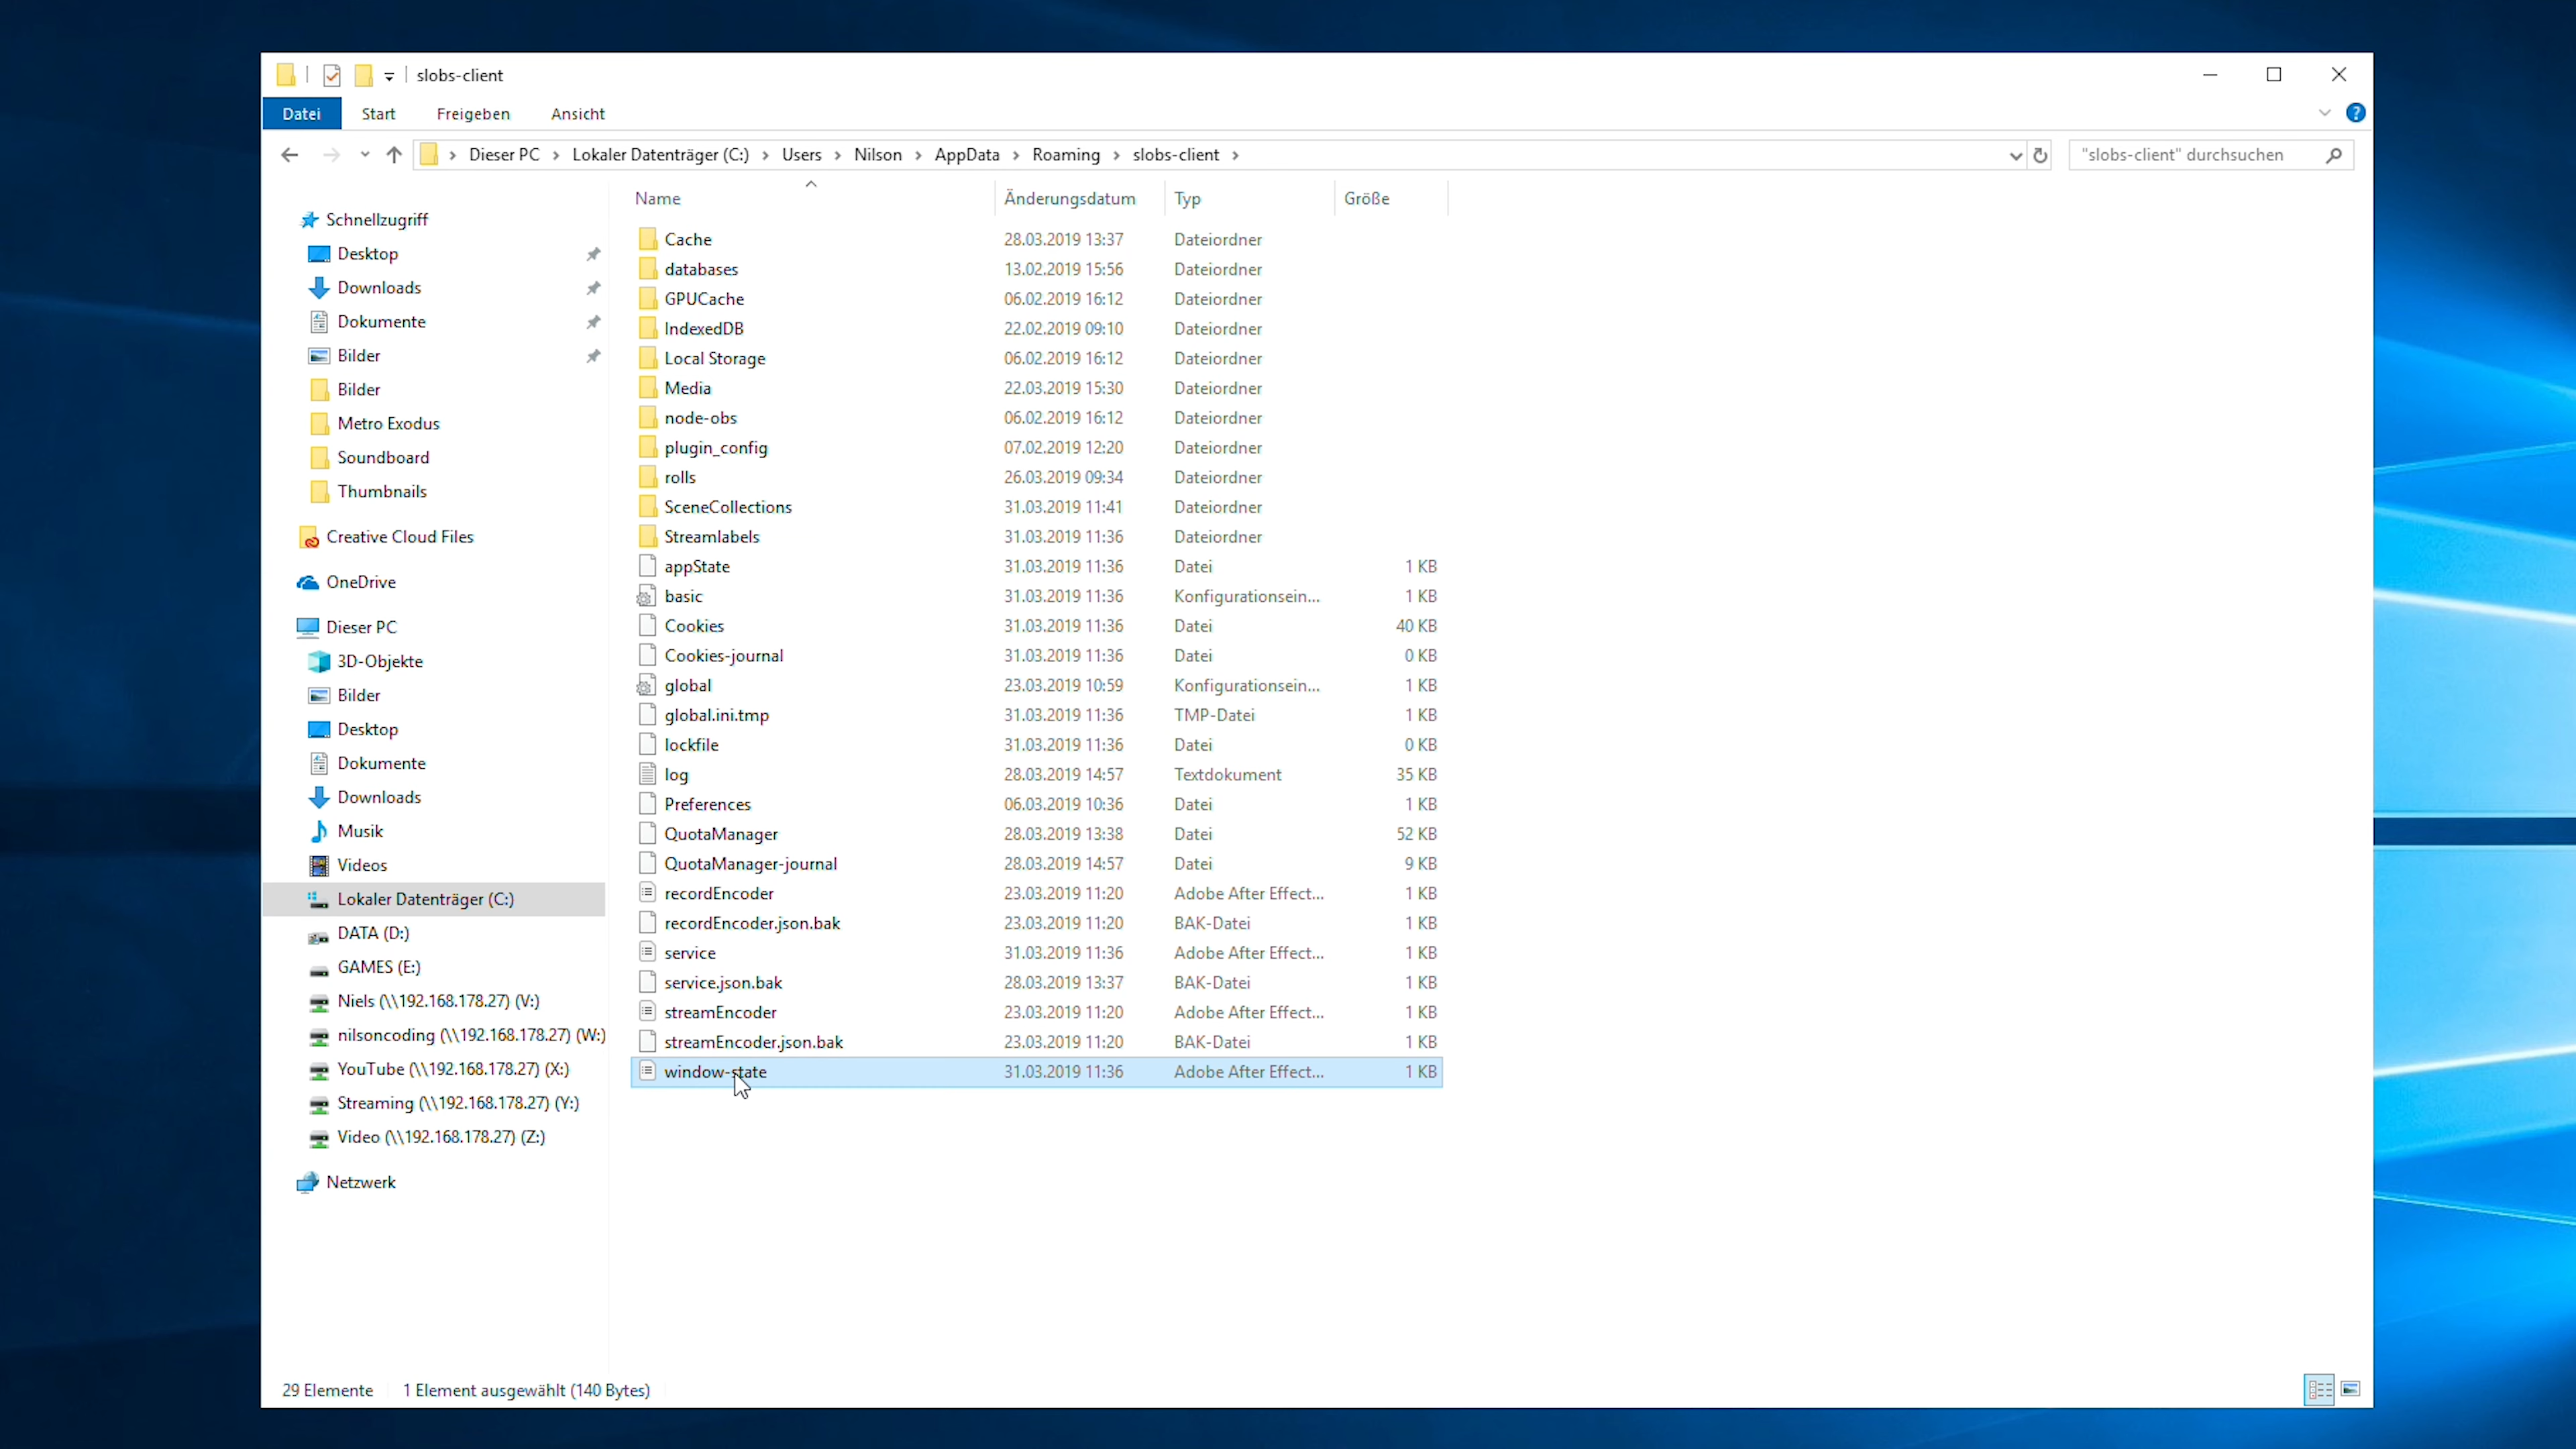 slobs-client
Datei Start Freigeben Ansicht
Dieser PC Lokaler Datenträger (C:) Users Nilson AppData Roaming slobs-client
"slobs-client" durchsuchen
Schnellzugriff
Desktop
Downloads
Dokumente
Bilder
Bilder
Metro Exodus
Soundboard
Thumbnails
Creative Cloud Files
OneDrive
Dieser PC
3D-Objekte
Bilder
Desktop
Dokumente
Downloads
Musik
Videos
Lokaler Datenträger (C:)
DATA (D:)
GAMES (E:)
Niels (\\192.168.178.27) (V:)
nilsoncoding (\\192.168.178.27) (W:)
YouTube (\\192.168.178.27) (X:)
Streaming (\\192.168.178.27) (Y:)
Video (\\192.168.178.27) (Z:)
Netzwerk
Name Änderungsdatum Typ Größe
Cache 28.03.2019 13:37 Dateiordner
databases 13.02.2019 15:56 Dateiordner
GPUCache 06.02.2019 16:12 Dateiordner
IndexedDB 22.02.2019 09:10 Dateiordner
Local Storage 06.02.2019 16:12 Dateiordner
Media 22.03.2019 15:30 Dateiordner
node-obs 06.02.2019 16:12 Dateiordner
plugin_config 07.02.2019 12:20 Dateiordner
rolls 26.03.2019 09:34 Dateiordner
SceneCollections 31.03.2019 11:41 Dateiordner
Streamlabels 31.03.2019 11:36 Dateiordner
appState 31.03.2019 11:36 Datei 1 KB
basic 31.03.2019 11:36 Konfigurationsein... 1 KB
Cookies 31.03.2019 11:36 Datei 40 KB
Cookies-journal 31.03.2019 11:36 Datei 0 KB
global 23.03.2019 10:59 Konfigurationsein... 1 KB
global.ini.tmp 31.03.2019 11:36 TMP-Datei 1 KB
lockfile 31.03.2019 11:36 Datei 0 KB
log 28.03.2019 14:57 Textdokument 35 KB
Preferences 06.03.2019 10:36 Datei 1 KB
QuotaManager 28.03.2019 13:38 Datei 52 KB
QuotaManager-journal 28.03.2019 14:57 Datei 9 KB
recordEncoder 23.03.2019 11:20 Adobe After Effect... 1 KB
recordEncoder.json.bak 23.03.2019 11:20 BAK-Datei 1 KB
service 31.03.2019 11:36 Adobe After Effect... 1 KB
service.json.bak 28.03.2019 13:37 BAK-Datei 1 KB
streamEncoder 23.03.2019 11:20 Adobe After Effect... 1 KB
streamEncoder.json.bak 23.03.2019 11:20 BAK-Datei 1 KB
window-state 31.03.2019 11:36 Adobe After Effect... 1 KB
29 Elemente 1 Element ausgewählt (140 Bytes)